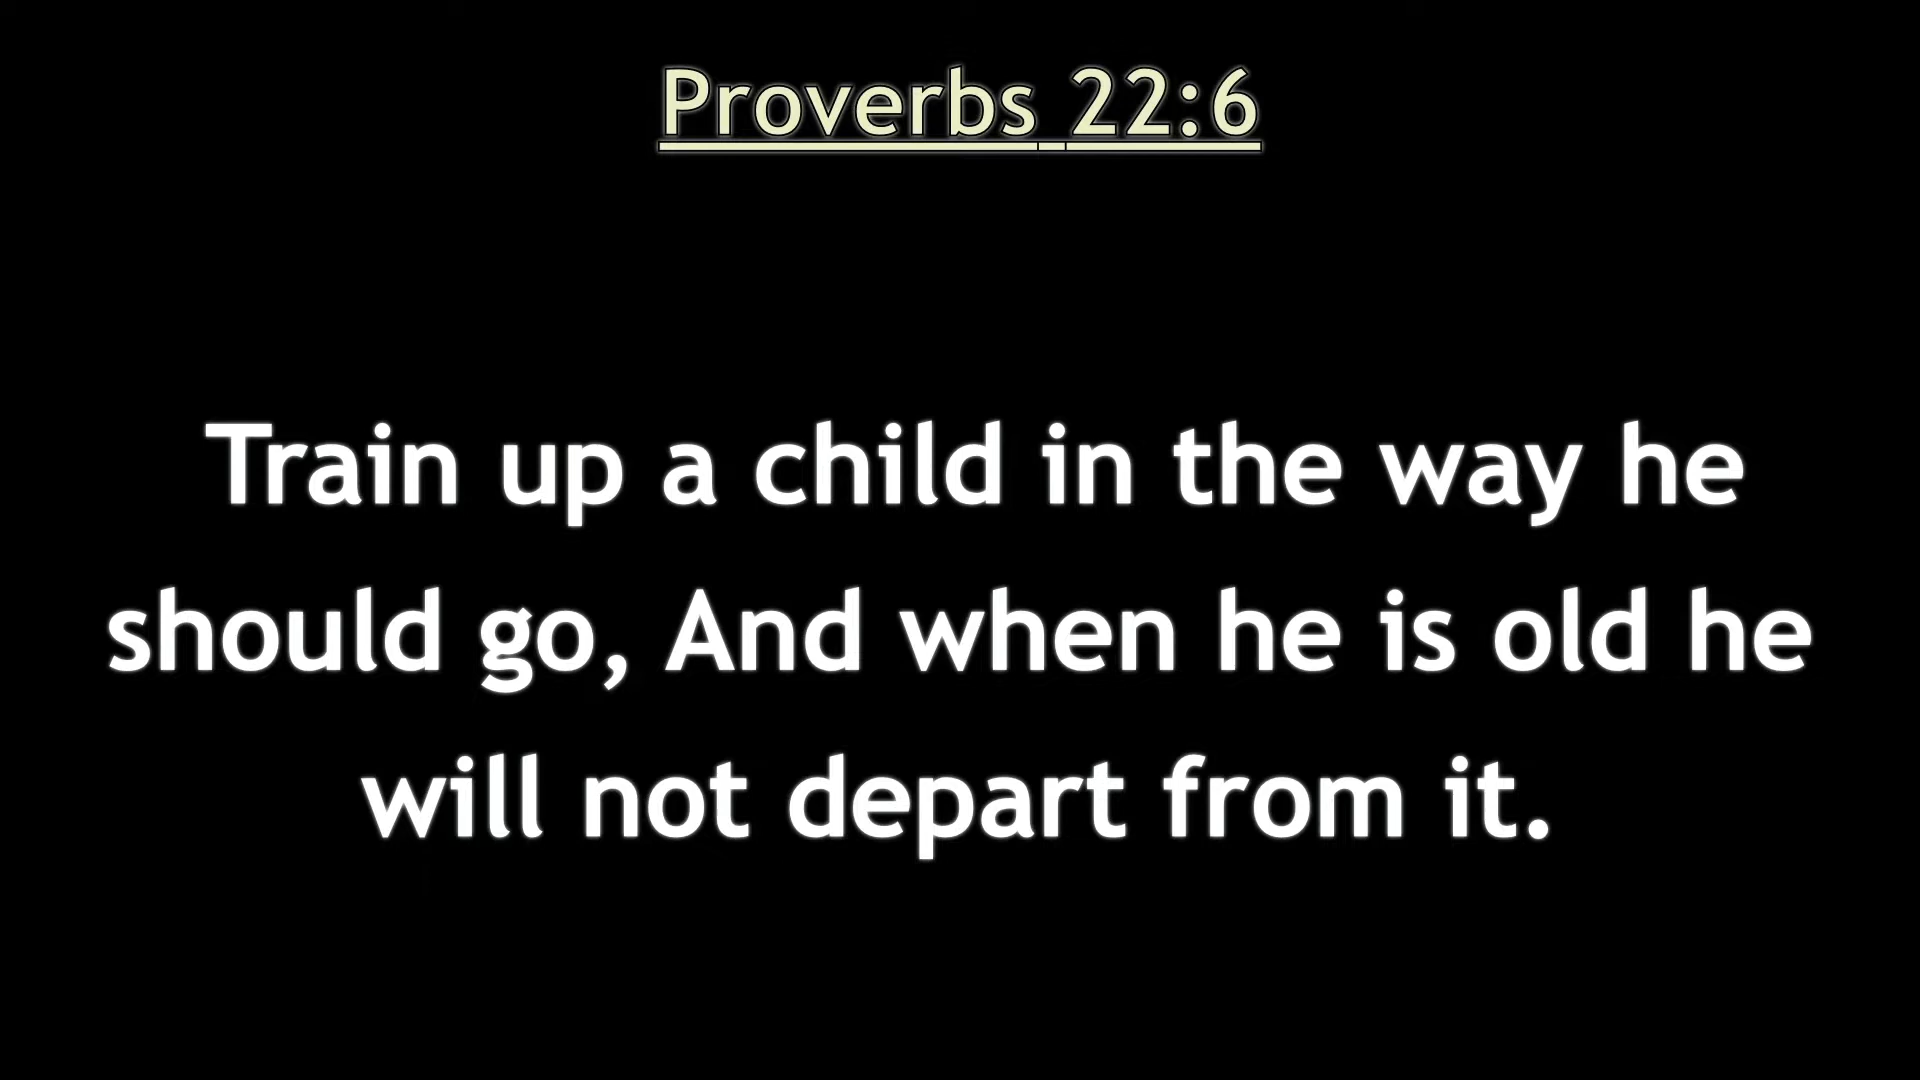 Proverbs 22:6
Train up a child in the way he
should go, And when he is old he
will not depart from it.